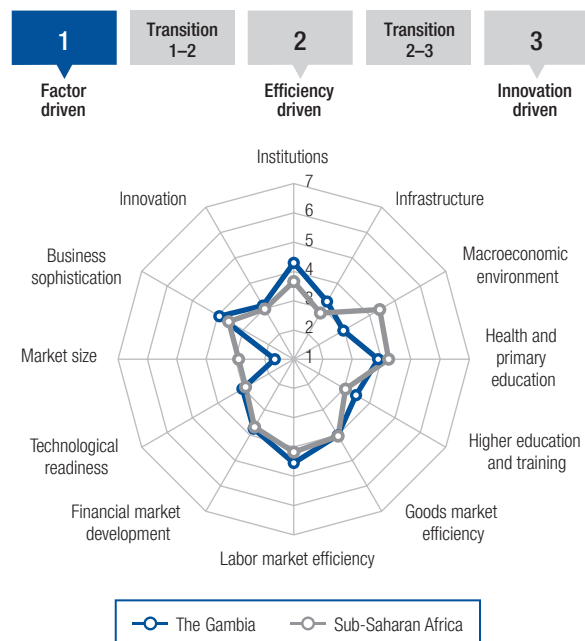 1
Transition
1–2
2
Transition
2–3
3
Factor
driven
Efficiency
driven
Innovation
driven
Institutions
Innovation
Infrastructure
Business
sophistication
Macroeconomic
environment
Market size
Health and
primary
education
Technological
readiness
Higher education
and training
Financial market
development
Goods market
efficiency
Labor market efficiency
7
6
5
4
3
2
1
The Gambia
Sub-Saharan Africa